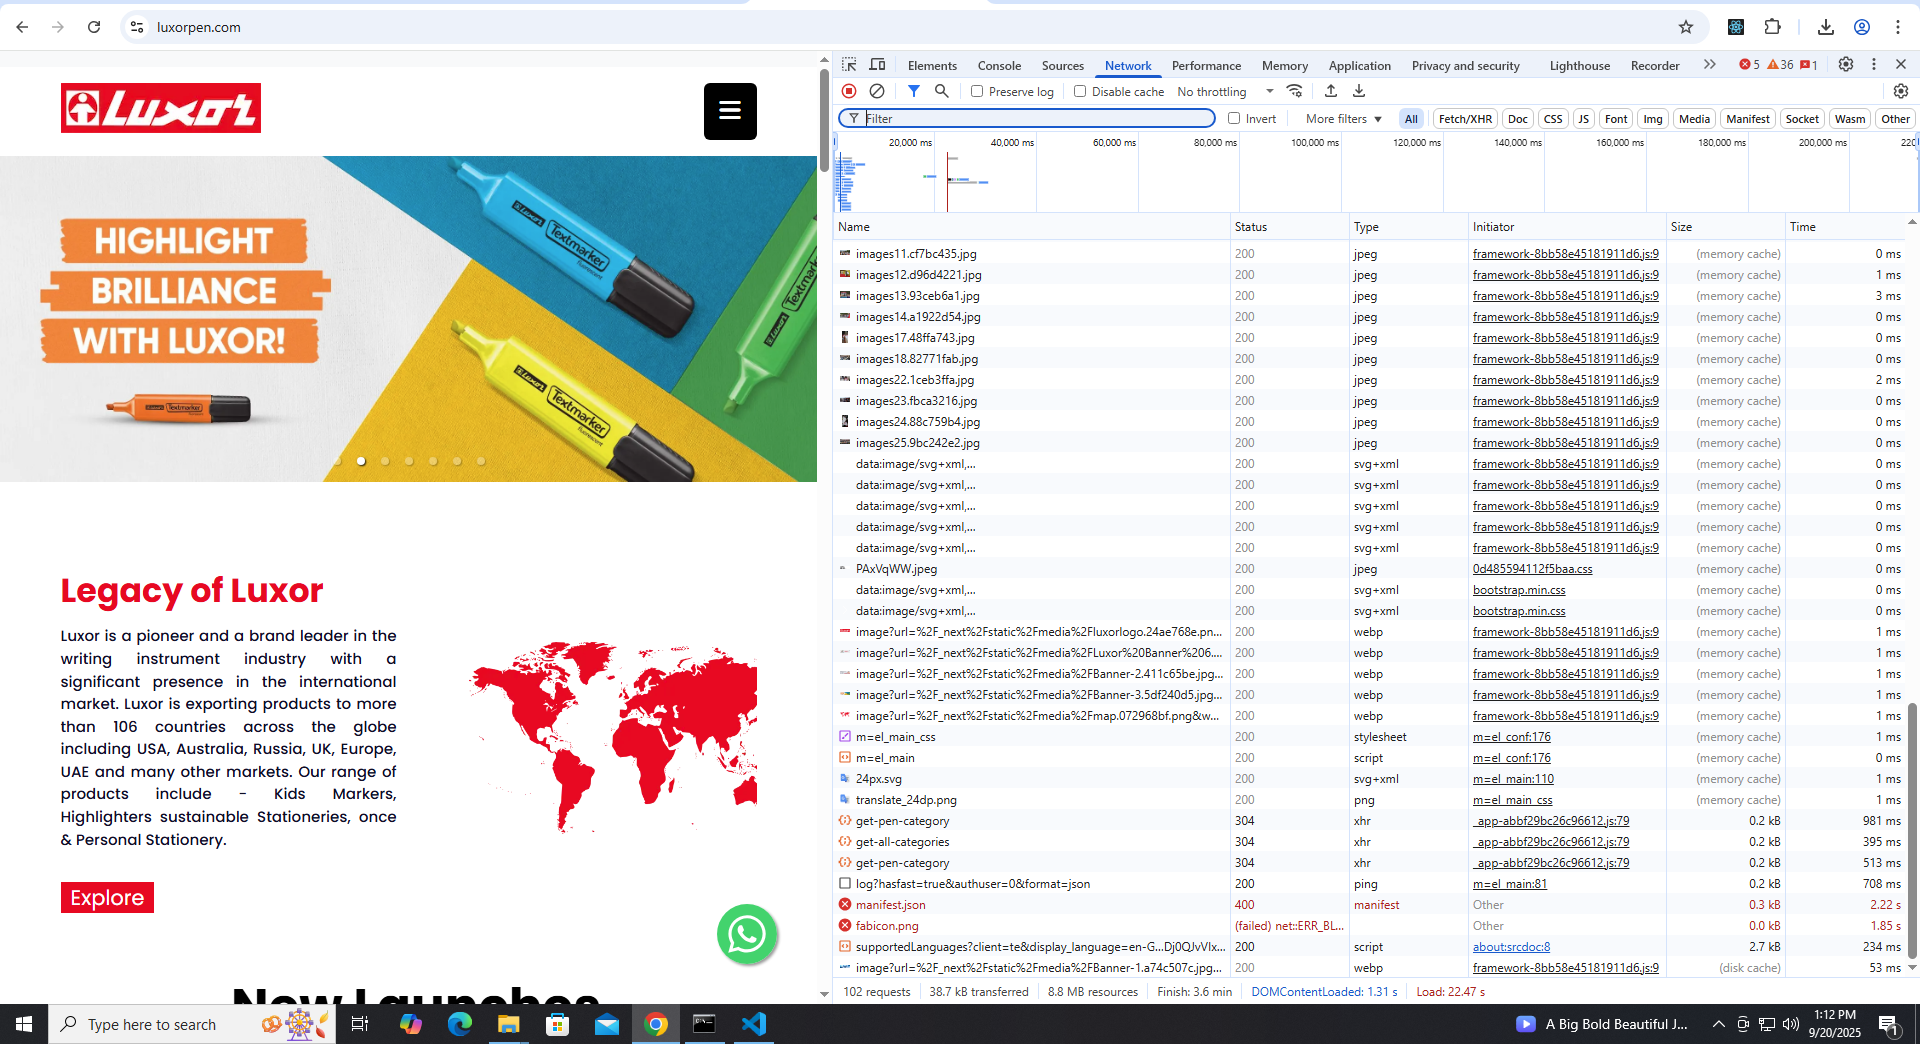 luxorpen.com
Luxor
HIGHLIGHT
BRILLIANCE
WITH LUXOR!
Luxor Textmarker fluorescent
Luxor Textmarker fluorescent
Legacy of Luxor
Luxor is a pioneer and a brand leader in the
writing instrument industry with a
significant presence in the international
market. Luxor is exporting products to more
than 106 countries across the globe
including USA, Australia, Russia, UK, Europe,
UAE and many other markets. Our range of
products include - Kids Markers,
Highlighters sustainable Stationeries, once
& Personal Stationery.
Explore
New Launches
Elements Console Sources Network Performance Memory Application Privacy and security Lighthouse Recorder 5 36 1
Preserve log Disable cache No throttling
Filter Invert More filters All Fetch/XHR Doc CSS JS Font Img Media Manifest Socket Wasm Other
20,000 ms 40,000 ms 60,000 ms 80,000 ms 100,000 ms 120,000 ms 140,000 ms 160,000 ms 180,000 ms 200,000 ms 220
Name Status Type Initiator Size Time
images11.cf7bc435.jpg 200 jpeg framework-8bb58e45181911d6.js:9 (memory cache) 0 ms
images12.d96d4221.jpg 200 jpeg framework-8bb58e45181911d6.js:9 (memory cache) 1 ms
images13.93ceb6a1.jpg 200 jpeg framework-8bb58e45181911d6.js:9 (memory cache) 3 ms
images14.a1922d54.jpg 200 jpeg framework-8bb58e45181911d6.js:9 (memory cache) 0 ms
images17.48ffa743.jpg 200 jpeg framework-8bb58e45181911d6.js:9 (memory cache) 0 ms
images18.82771fab.jpg 200 jpeg framework-8bb58e45181911d6.js:9 (memory cache) 0 ms
images22.1ceb3ffa.jpg 200 jpeg framework-8bb58e45181911d6.js:9 (memory cache) 2 ms
images23.fbca3216.jpg 200 jpeg framework-8bb58e45181911d6.js:9 (memory cache) 0 ms
images24.88c759b4.jpg 200 jpeg framework-8bb58e45181911d6.js:9 (memory cache) 0 ms
images25.9bc242e2.jpg 200 jpeg framework-8bb58e45181911d6.js:9 (memory cache) 0 ms
data:image/svg+xml,... 200 svg+xml framework-8bb58e45181911d6.js:9 (memory cache) 0 ms
data:image/svg+xml,... 200 svg+xml framework-8bb58e45181911d6.js:9 (memory cache) 0 ms
data:image/svg+xml,... 200 svg+xml framework-8bb58e45181911d6.js:9 (memory cache) 0 ms
data:image/svg+xml,... 200 svg+xml framework-8bb58e45181911d6.js:9 (memory cache) 0 ms
data:image/svg+xml,... 200 svg+xml framework-8bb58e45181911d6.js:9 (memory cache) 0 ms
PAxVqWW.jpeg 200 jpeg 0d485594112f5baa.css (memory cache) 0 ms
data:image/svg+xml,... 200 svg+xml bootstrap.min.css (memory cache) 0 ms
data:image/svg+xml,... 200 svg+xml bootstrap.min.css (memory cache) 0 ms
image?url=%2F_next%2Fstatic%2Fmedia%2Fluxorlogo.24ae768e.pn... 200 webp framework-8bb58e45181911d6.js:9 (memory cache) 1 ms
image?url=%2F_next%2Fstatic%2Fmedia%2FLuxor%20Banner%206.... 200 webp framework-8bb58e45181911d6.js:9 (memory cache) 1 ms
image?url=%2F_next%2Fstatic%2Fmedia%2FBanner-2.411c65be.jpg... 200 webp framework-8bb58e45181911d6.js:9 (memory cache) 1 ms
image?url=%2F_next%2Fstatic%2Fmedia%2FBanner-3.5df240d5.jpg... 200 webp framework-8bb58e45181911d6.js:9 (memory cache) 1 ms
image?url=%2F_next%2Fstatic%2Fmedia%2Fmap.072968bf.png&w... 200 webp framework-8bb58e45181911d6.js:9 (memory cache) 1 ms
m=el_main_css 200 stylesheet m=el_conf:176 (memory cache) 1 ms
m=el_main 200 script m=el_conf:176 (memory cache) 0 ms
24px.svg 200 svg+xml m=el_main:110 (memory cache) 1 ms
translate_24dp.png 200 png m=el_main_css (memory cache) 1 ms
get-pen-category 304 xhr _app-abbf29bc26c96612.js:79 0.2 kB 981 ms
get-all-categories 304 xhr _app-abbf29bc26c96612.js:79 0.2 kB 395 ms
get-pen-category 304 xhr _app-abbf29bc26c96612.js:79 0.2 kB 513 ms
log?hasfast=true&authuser=0&format=json 200 ping m=el_main:81 0.2 kB 708 ms
manifest.json 400 manifest Other 0.3 kB 2.22 s
fabicon.png (failed) net::ERR_BL... Other 0.0 kB 1.85 s
supportedLanguages?client=te&display_language=en-G...Dj0QJvVlx... 200 script about:srcdoc:8 2.7 kB 234 ms
image?url=%2F_next%2Fstatic%2Fmedia%2FBanner-1.a74c507c.jpg... 200 webp framework-8bb58e45181911d6.js:9 (disk cache) 53 ms
102 requests 38.7 kB transferred 8.8 MB resources Finish: 3.6 min DOMContentLoaded: 1.31 s Load: 22.47 s
Type here to search
A Big Bold Beautiful J...
1:12 PM
9/20/2025
1